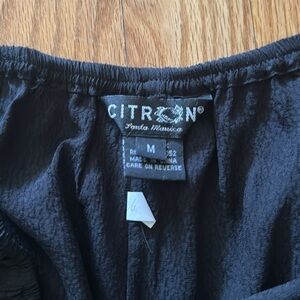 CITRON®
Santa Monica
M
MADE IN CHINA
CARE ON REVERSE